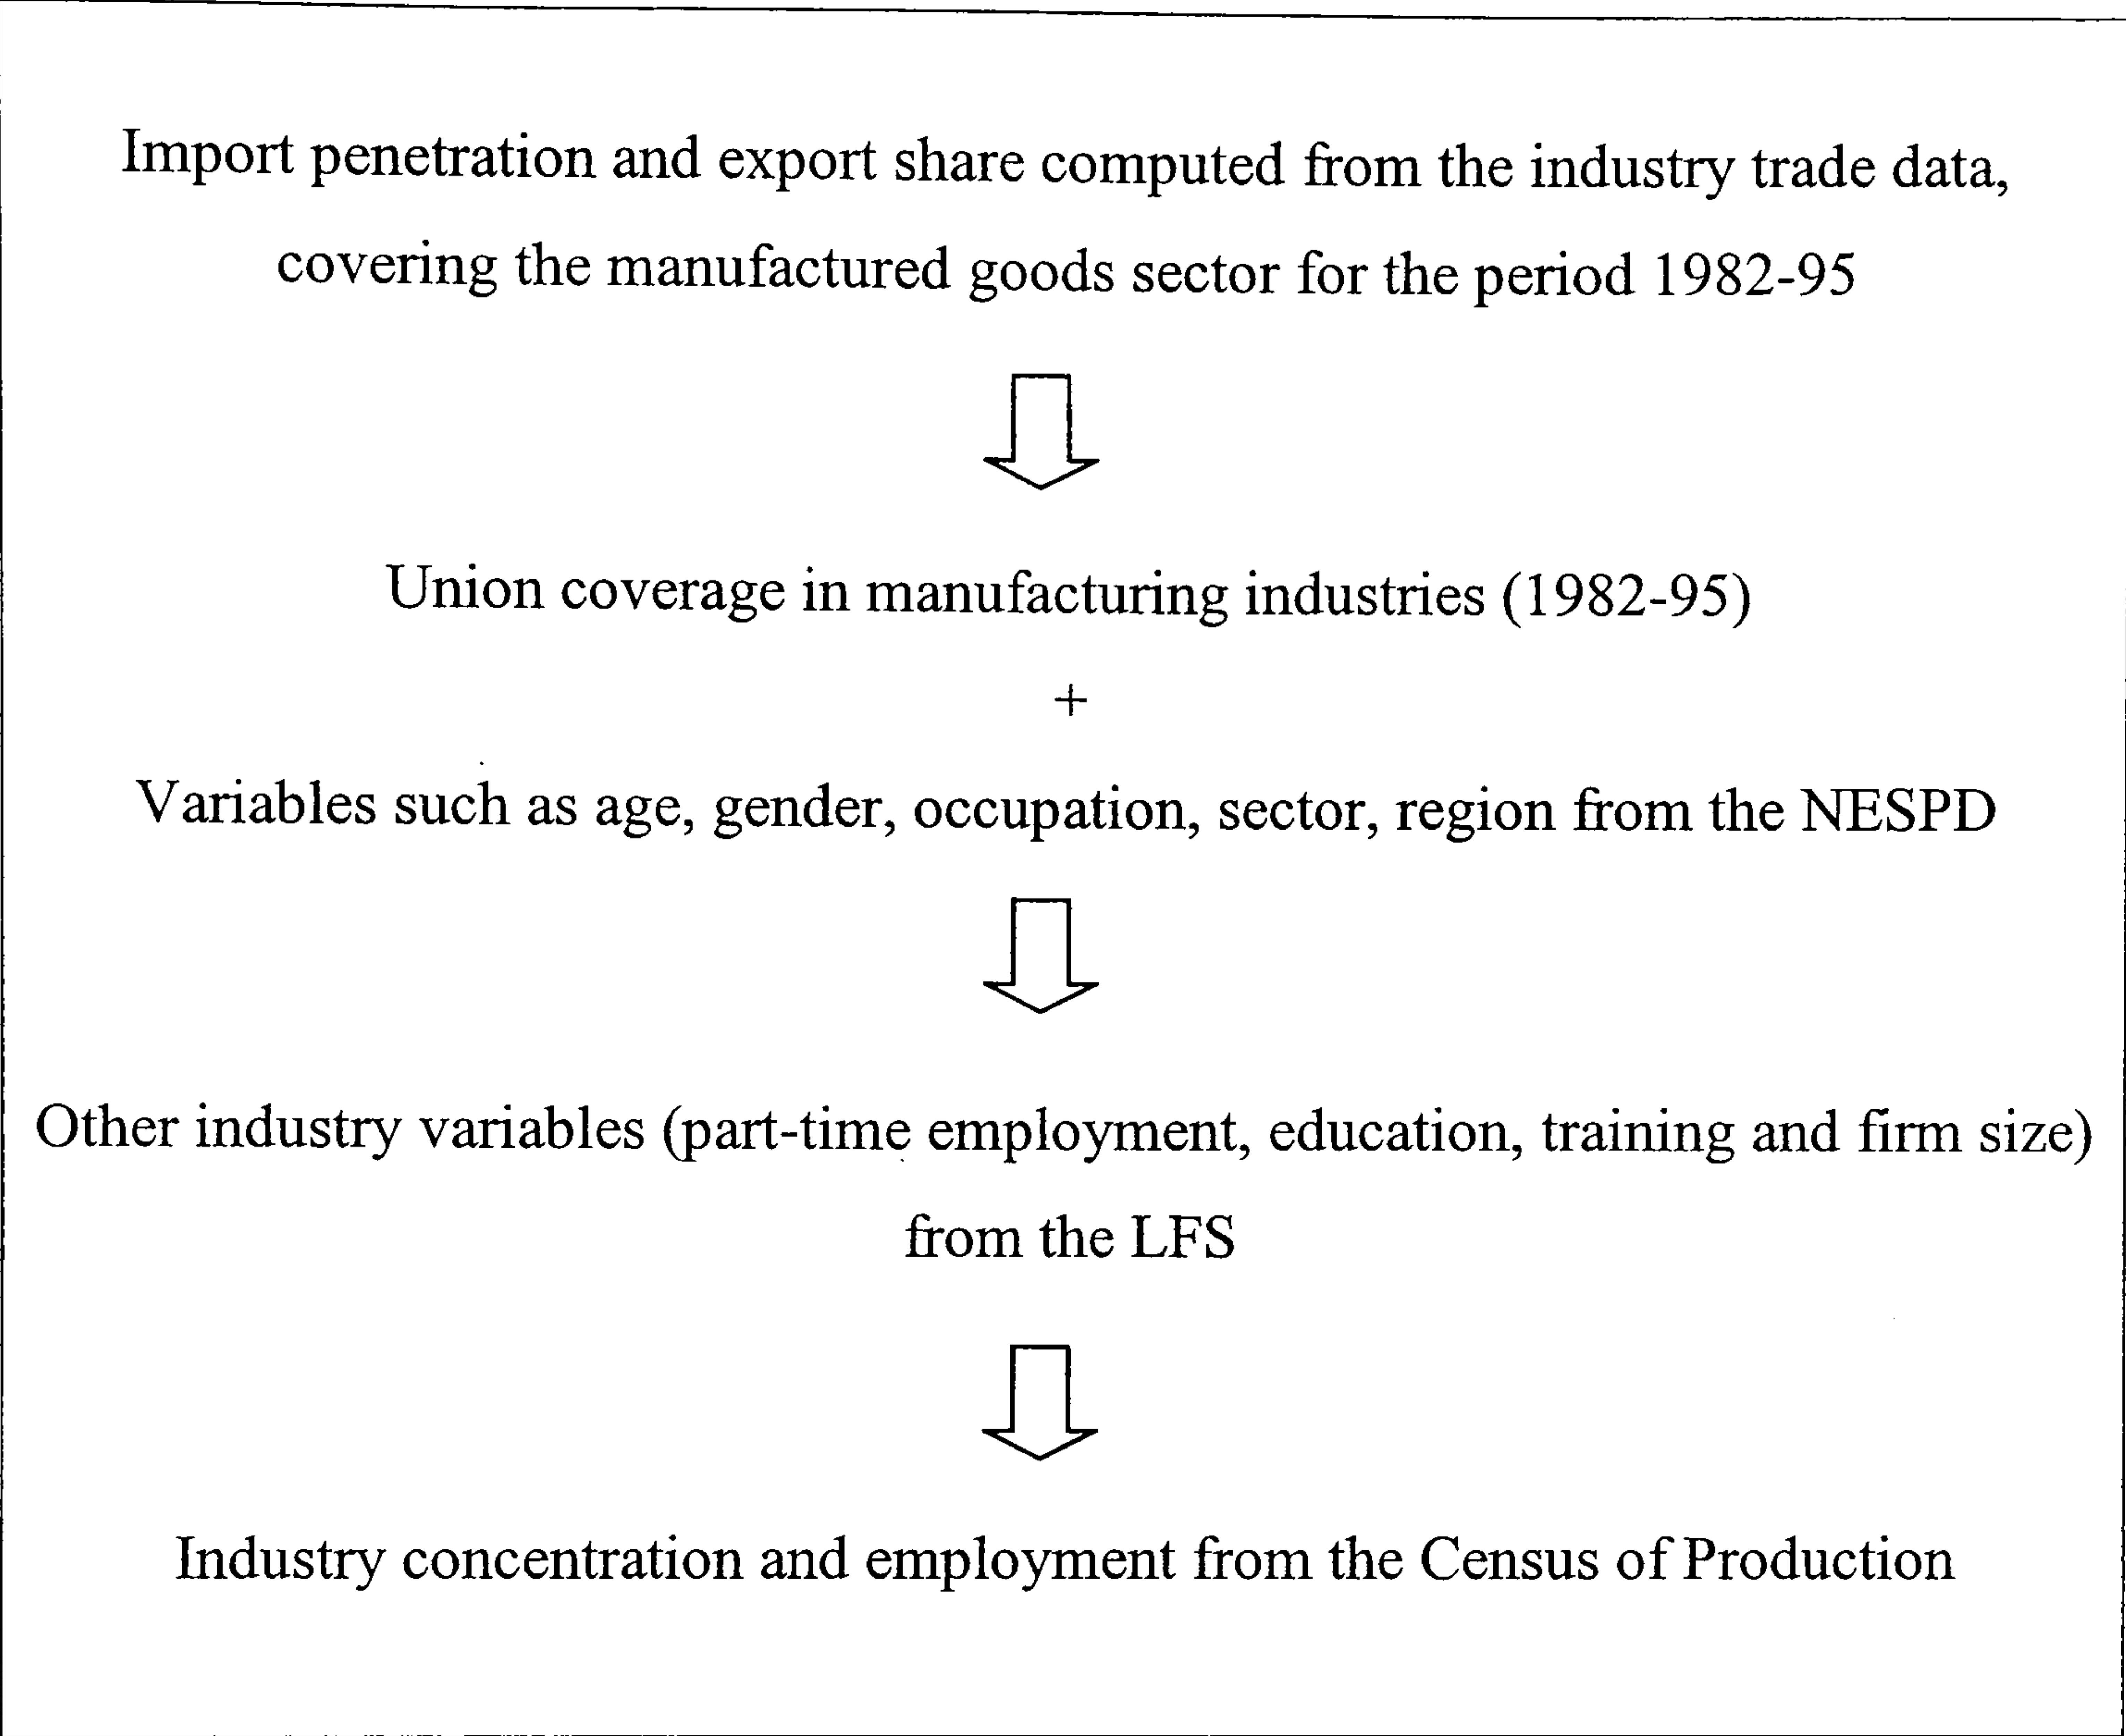 Import penetration and export share computed from the industry trade data,
covering the manufactured goods sector for the period 1982-95
Union coverage in manufacturing industries (1982-95)
+
Variables such as age, gender, occupation, sector, region from the NESPD
Other industry variables (part-time employment, education, training and firm size)
from the LFS
Industry concentration and employment from the Census of Production